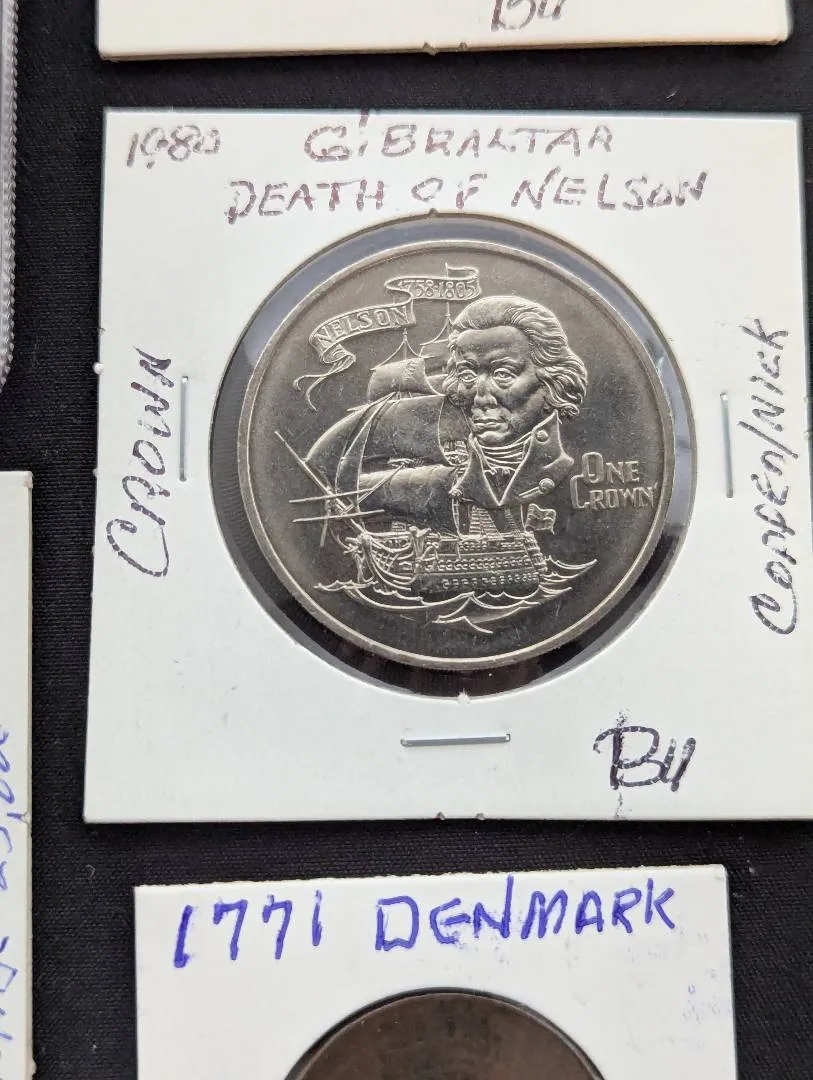 BU
1980 GIBRALTAR
DEATH OF NELSON
CROWN
NELSON 1758-1805
ONE
CROWN
COPPER/NICK
BU
1771 DENMARK